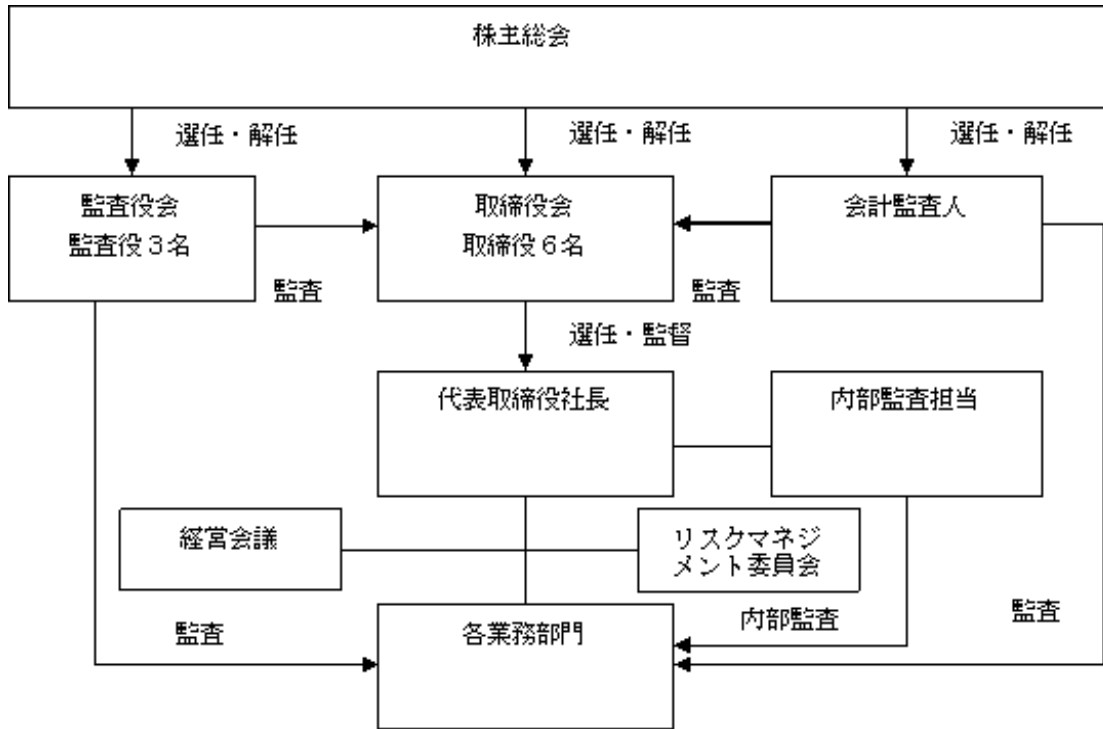 株主総会
選任・解任
選任・解任
選任・解任
監査役会
監査役３名
取締役会
取締役６名
会計監査人
監査
監査
選任・監督
代表取締役社長
内部監査担当
経営会議
リスクマネジ
メント委員会
監査
各業務部門
内部監査
監査